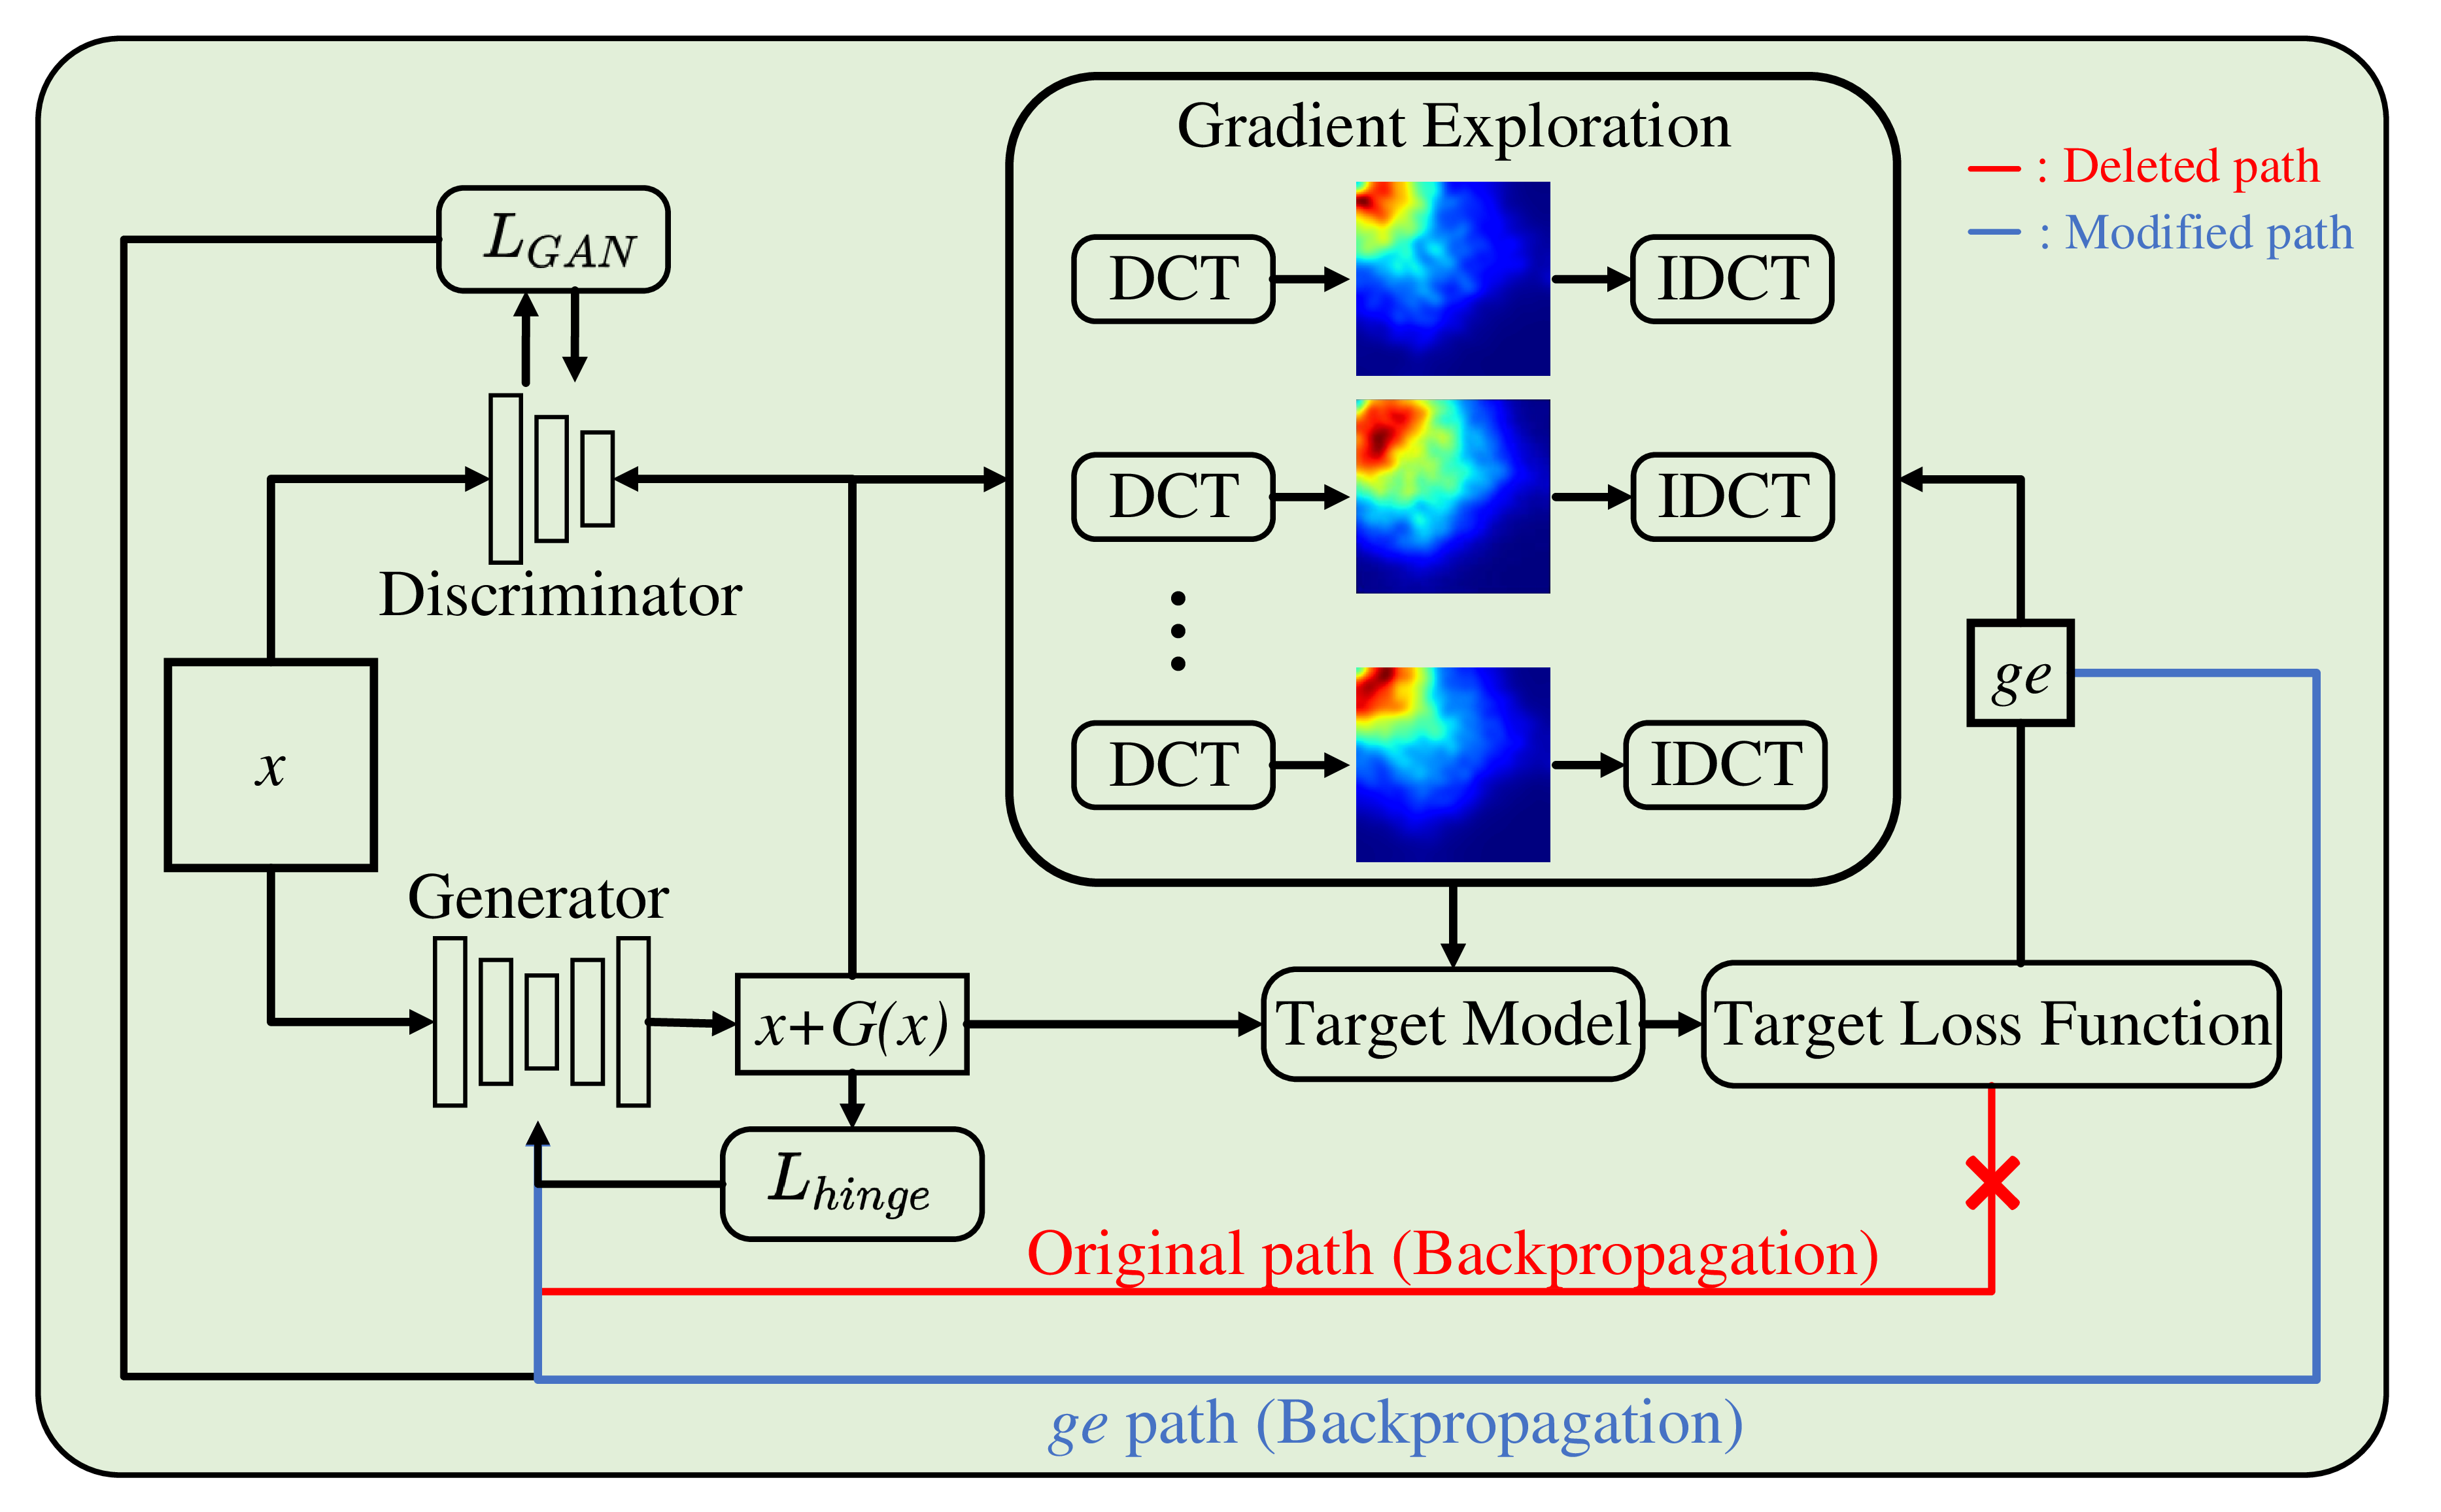 Gradient Exploration
: Deleted path
: Modified path
L_{GAN}
DCT
IDCT
DCT
IDCT
Discriminator
ge
x
DCT
IDCT
Generator
x+G(x)
Target Model
Target Loss Function
L_{hinge}
Original path (Backpropagation)
ge path (Backpropagation)